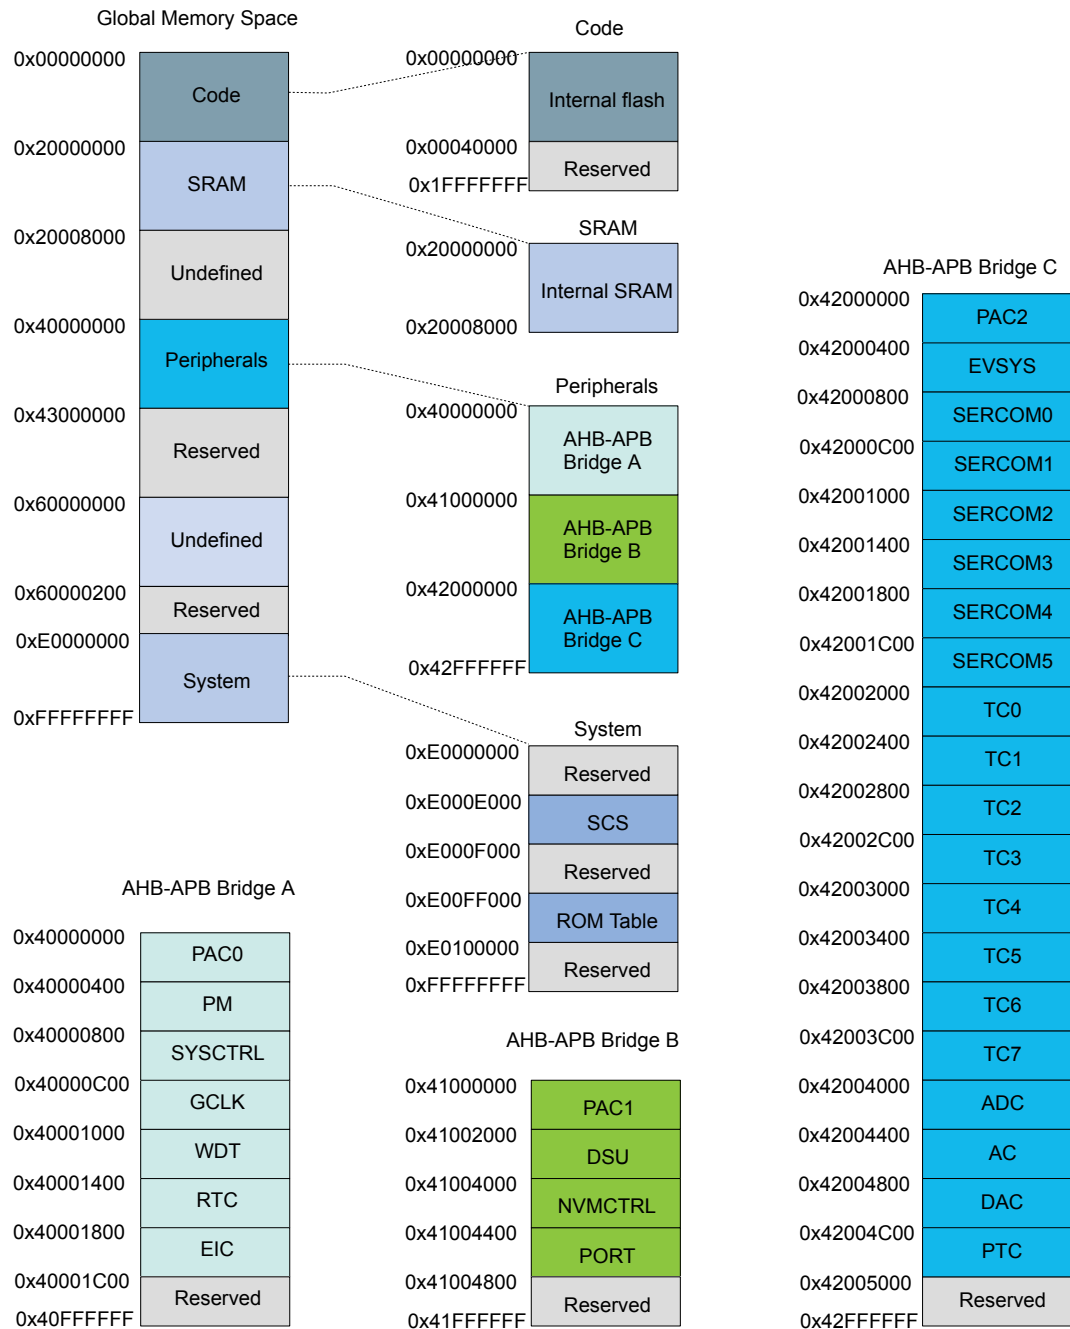 Global Memory Space
0x00000000
Code
0x20000000
SRAM
0x20008000
Undefined
0x40000000
Peripherals
0x43000000
Reserved
0x60000000
Undefined
0x60000200
Reserved
0xE0000000
System
0xFFFFFFFF
Code
0x00000000
Internal flash
0x00040000
Reserved
0x1FFFFFFF
SRAM
0x20000000
Internal SRAM
0x20008000
Peripherals
0x40000000
AHB-APB
Bridge A
0x41000000
AHB-APB
Bridge B
0x42000000
AHB-APB
Bridge C
0x42FFFFFF
System
0xE0000000
Reserved
0xE000E000
SCS
0xE000F000
Reserved
0xE00FF000
ROM Table
0xE0100000
Reserved
0xFFFFFFFF
AHB-APB Bridge A
0x40000000
PAC0
0x40000400
PM
0x40000800
SYSCTRL
0x40000C00
GCLK
0x40001000
WDT
0x40001400
RTC
0x40001800
EIC
0x40001C00
Reserved
0x40FFFFFF
AHB-APB Bridge B
0x41000000
PAC1
0x41002000
DSU
0x41004000
NVMCTRL
0x41004400
PORT
0x41004800
Reserved
0x41FFFFFF
AHB-APB Bridge C
0x42000000
PAC2
0x42000400
EVSYS
0x42000800
SERCOM0
0x42000C00
SERCOM1
0x42001000
SERCOM2
0x42001400
SERCOM3
0x42001800
SERCOM4
0x42001C00
SERCOM5
0x42002000
TC0
0x42002400
TC1
0x42002800
TC2
0x42002C00
TC3
0x42003000
TC4
0x42003400
TC5
0x42003800
TC6
0x42003C00
TC7
0x42004000
ADC
0x42004400
AC
0x42004800
DAC
0x42004C00
PTC
0x42005000
Reserved
0x42FFFFFF